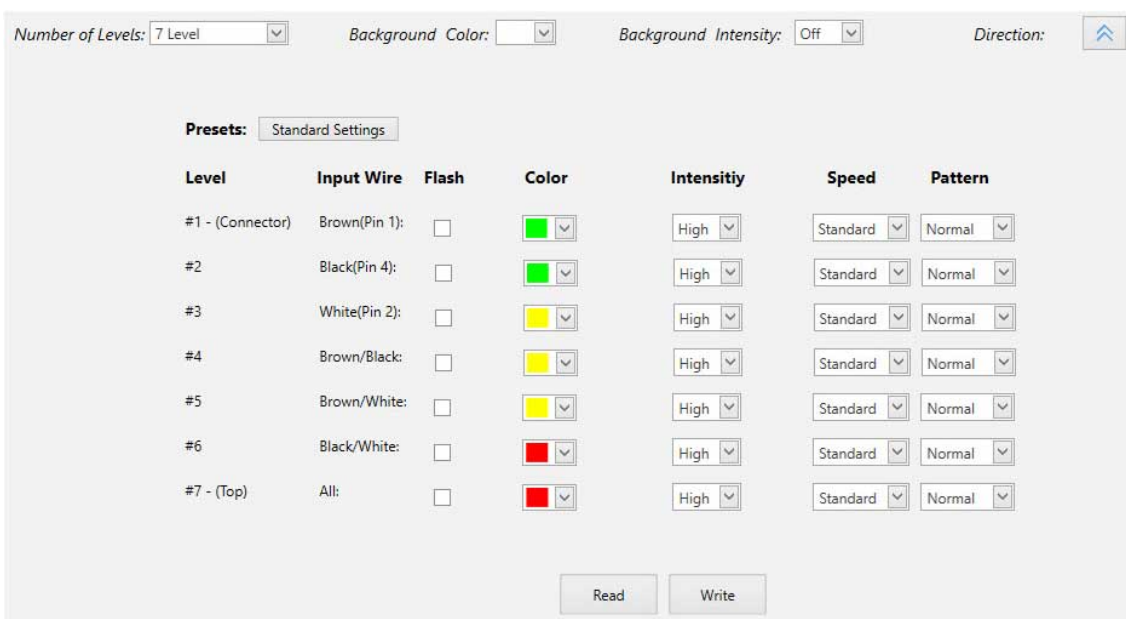 Number of Levels: 7 Level Background Color: Background Intensity: Off Direction:
Presets: Standard Settings
Level Input Wire Flash Color Intensitiy Speed Pattern
#1 - (Connector) Brown(Pin 1): High Standard Normal
#2 Black(Pin 4): High Standard Normal
#3 White(Pin 2): High Standard Normal
#4 Brown/Black: High Standard Normal
#5 Brown/White: High Standard Normal
#6 Black/White: High Standard Normal
#7 - (Top) All: High Standard Normal
Read Write